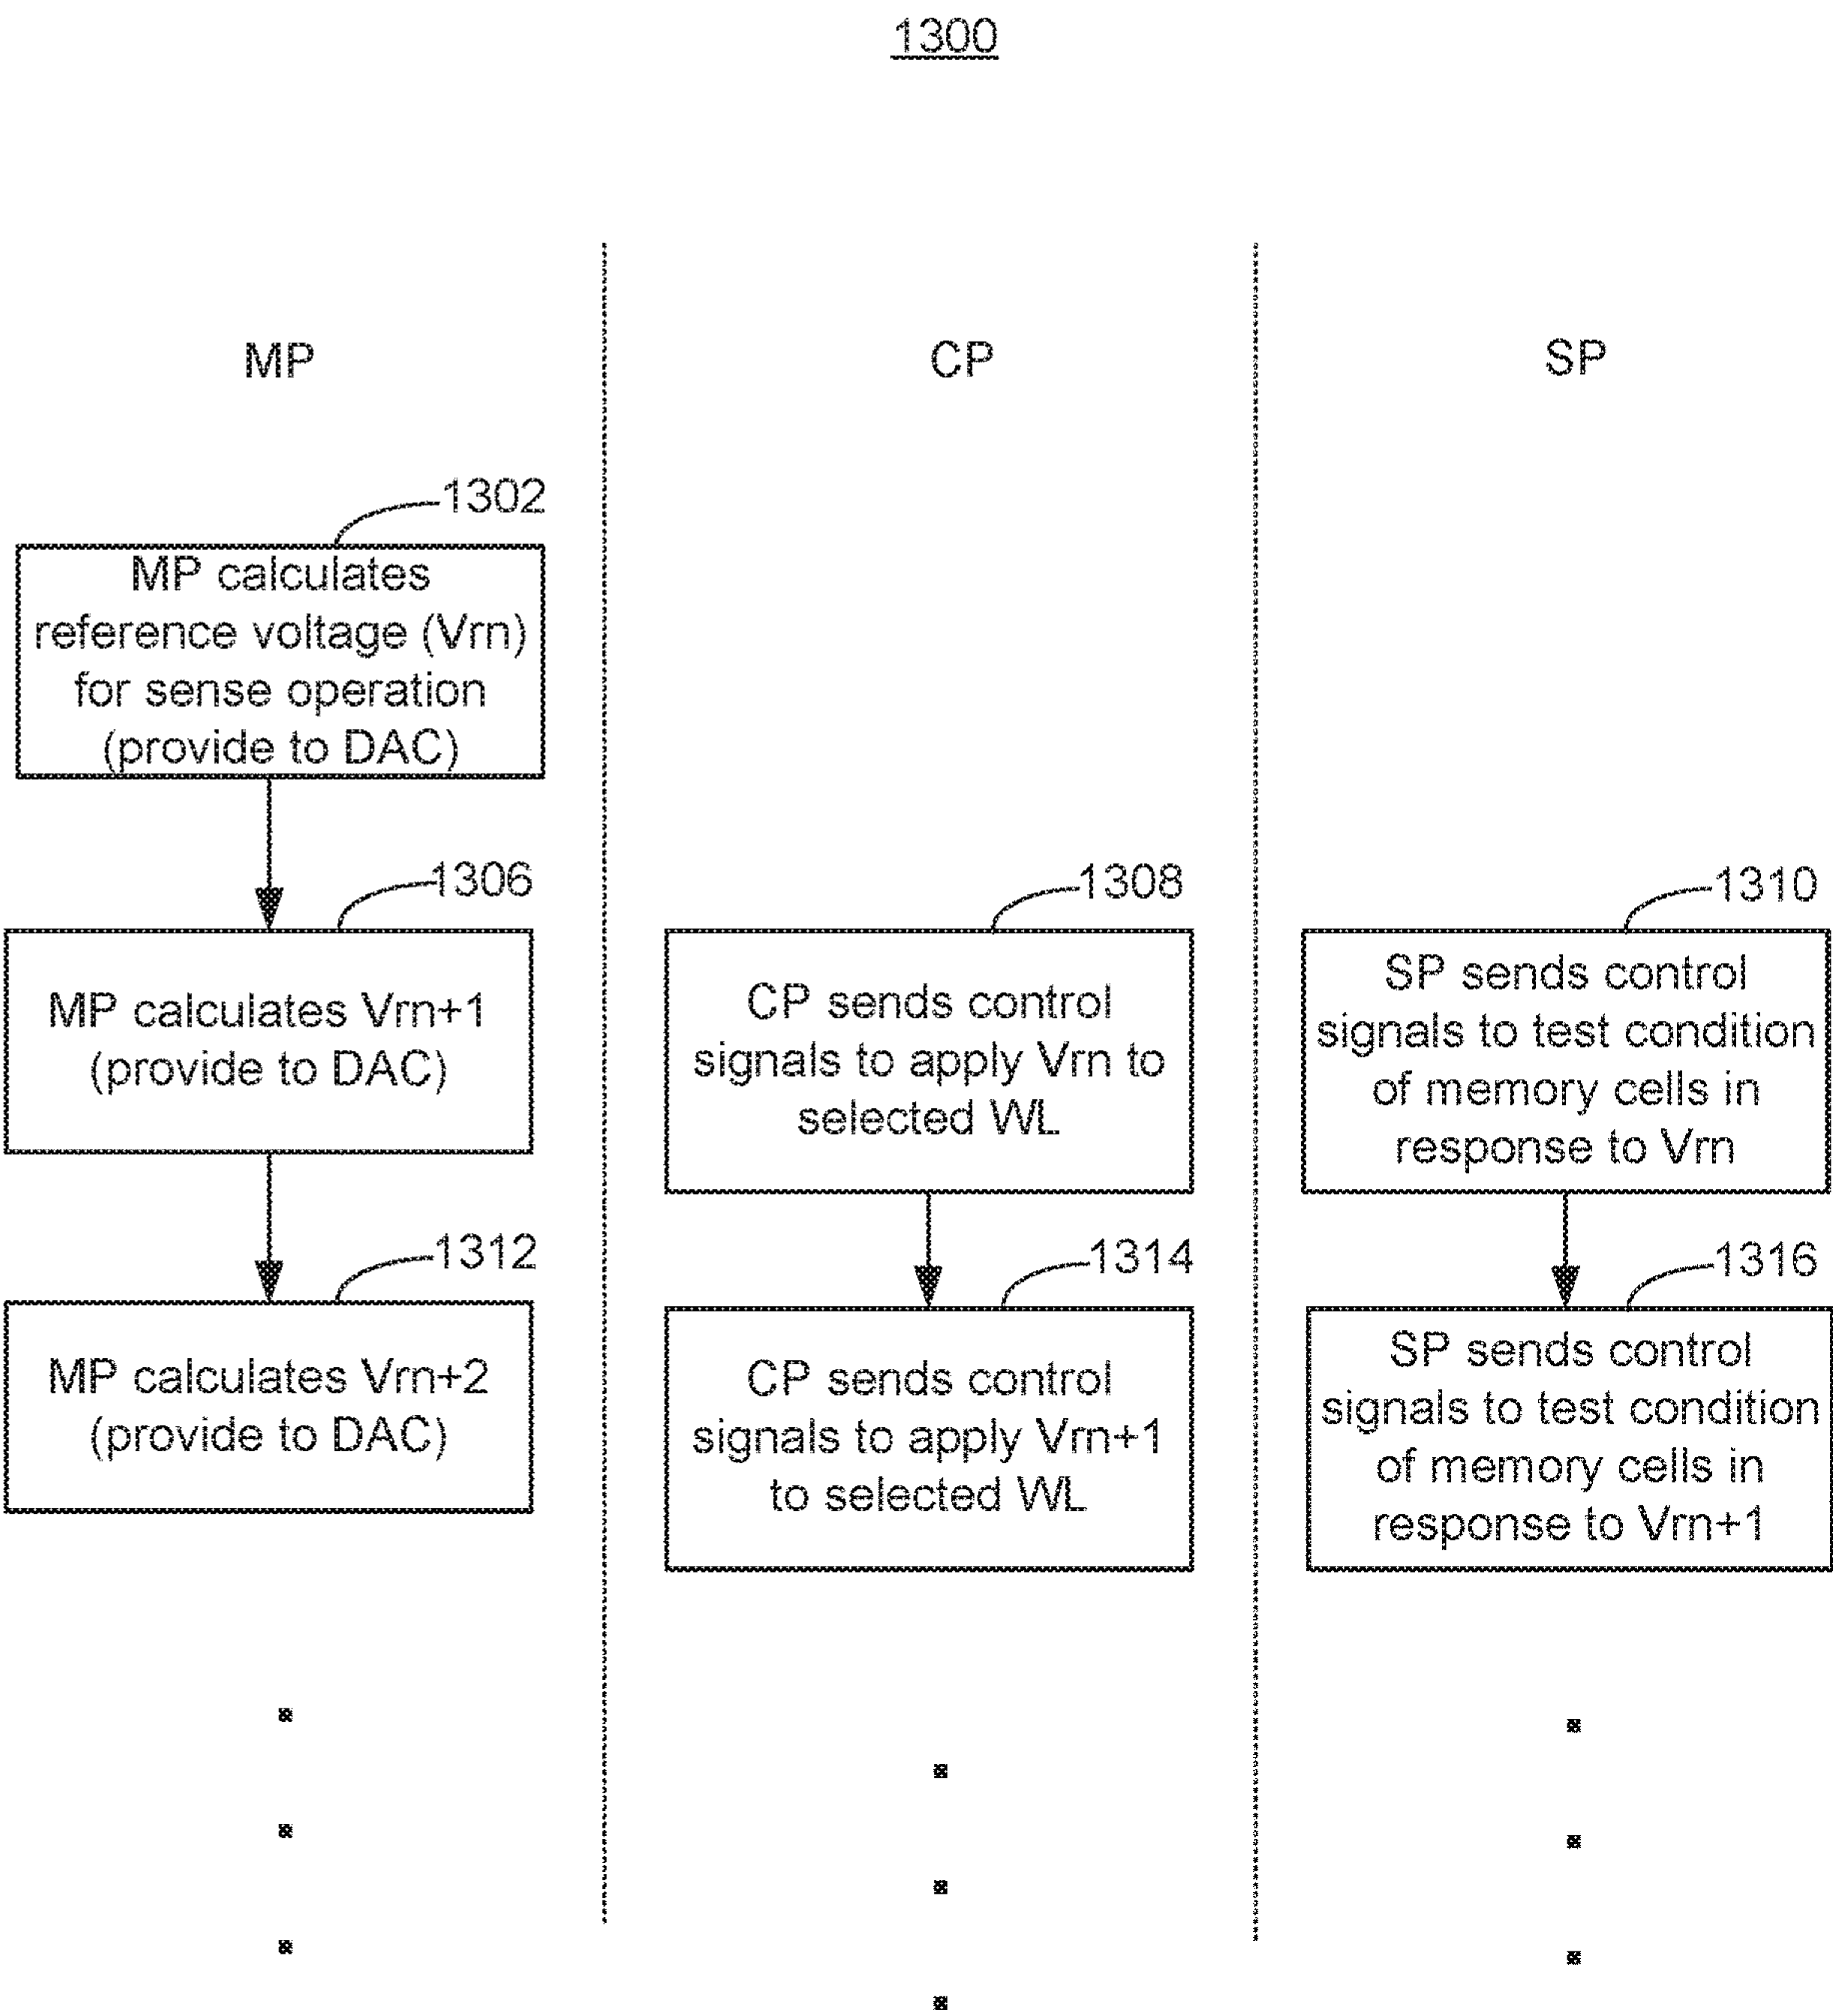 1300
MP
CP
SP
1302
MP calculates
reference voltage (Vrn)
for sense operation
(provide to DAC)
1306
MP calculates Vrn+1
(provide to DAC)
1308
CP sends control
signals to apply Vrn to
selected WL
1310
SP sends control
signals to test condition
of memory cells in
response to Vrn
1312
MP calculates Vrn+2
(provide to DAC)
1314
CP sends control
signals to apply Vrn+1
to selected WL
1316
SP sends control
signals to test condition
of memory cells in
response to Vrn+1